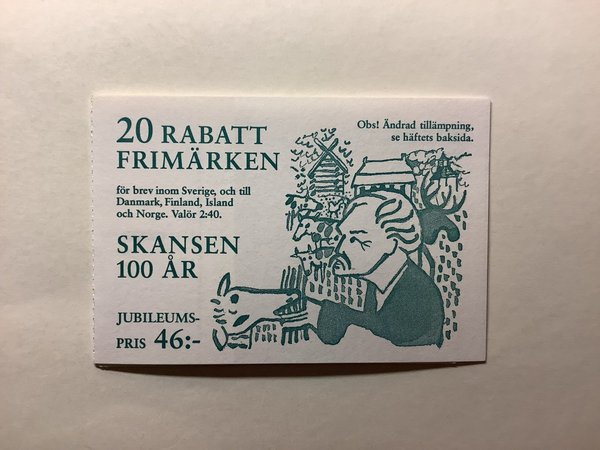 20 RABATT
FRIMÄRKEN
för brev inom Sverige, och till
Danmark, Finland, Island
och Norge. Valör 2:40.
SKANSEN
100 ÅR
JUBILEUMS-
PRIS 46:-
Obs! Ändrad tillämpning,
se häftets baksida.